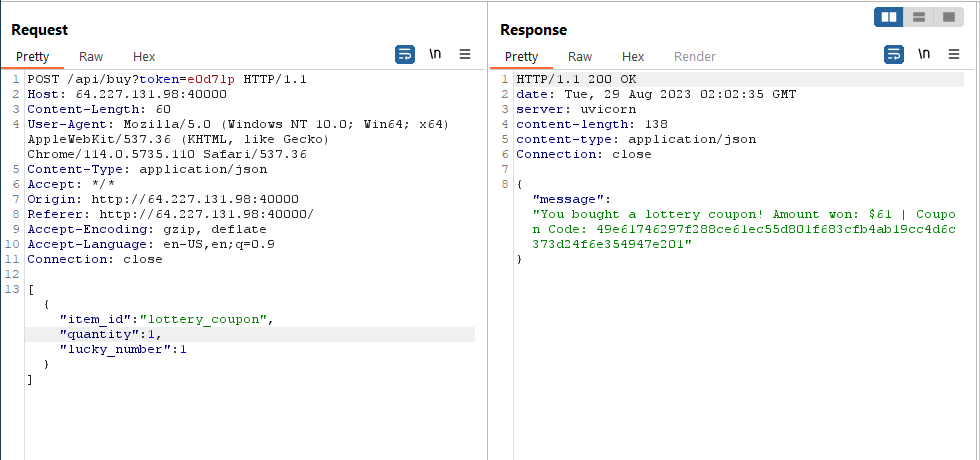 Request
Pretty Raw Hex \n
1 POST /api/buy?token=e0d71p HTTP/1.1
2 Host: 64.227.131.98:40000
3 Content-Length: 60
4 User-Agent: Mozilla/5.0 (Windows NT 10.0; Win64; x64)
AppleWebKit/537.36 (KHTML, like Gecko)
Chrome/114.0.5735.110 Safari/537.36
5 Content-Type: application/json
6 Accept: */*
7 Origin: http://64.227.131.98:40000
8 Referer: http://64.227.131.98:40000/
9 Accept-Encoding: gzip, deflate
10 Accept-Language: en-US,en;q=0.9
11 Connection: close
12
13 [
{
"item_id":"lottery_coupon",
"quantity":1,
"lucky_number":1
}
]
Response
Pretty Raw Hex Render \n
1 HTTP/1.1 200 OK
2 date: Tue, 29 Aug 2023 02:02:35 GMT
3 server: uvicorn
4 content-length: 138
5 content-type: application/json
6 Connection: close
7
8 {
"message":
"You bought a lottery coupon! Amount won: $61 | Coupo
n Code: 49e61746297f288ce61ec55d801f683cfb4ab19cc4d6c
373d24f6e354947e201"
}